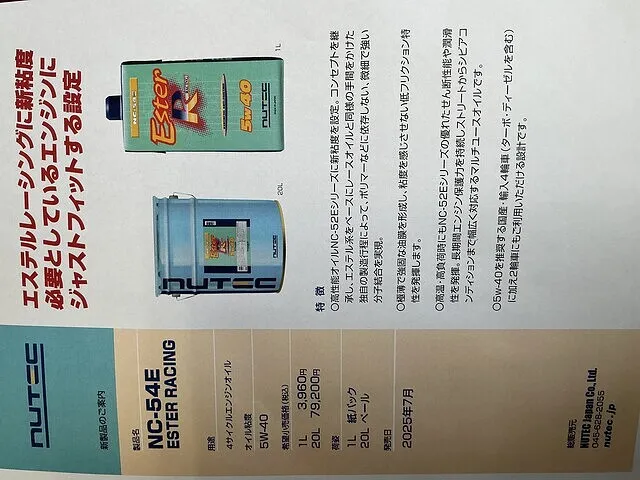 NUTEC
新製品のご案内
エステルレーシングに新粘度
必要としているエンジンに
ジャストフィットする設定
製品名
NC-54E
ESTER RACING
用途
4サイクルエンジンオイル
オイル粘度
5W-40
希望小売価格(税込)
1L 3,960円
20L 79,200円
荷姿
1L 紙パック
20L ペール
発売日
2025年7月
総販売元
NUTEC Japan Co.,Ltd.
048-628-2055
nutec.jp
NUTEC
20L
NC-54E
Ester
R
5w40
NUTEC
1L
特 徴
○高性能オイルNC-52Eシリーズに新粘度を設定。コンセプトを継
承し、エステル系をベースにレースオイルと同様の手間をかけた
独自の製造行程によって、ポリマーなどに依存しない、微細で強い
分子結合を実現。
○極薄で強固な油膜を形成し、粘度を感じさせない低フリクション特
性を発揮します。
○高温・高負荷時にもNC-52Eシリーズの優れたせん断性能や潤滑
性を発揮。長期間エンジン保護力を持続しストリートからシビアコ
ンディションまで幅広く対応するマルチユースオイルです。
○5w-40を推奨する国産・輸入4輪車(ターボ・ディーゼルを含む)
に加え2輪車にもご利用いただける設計です。